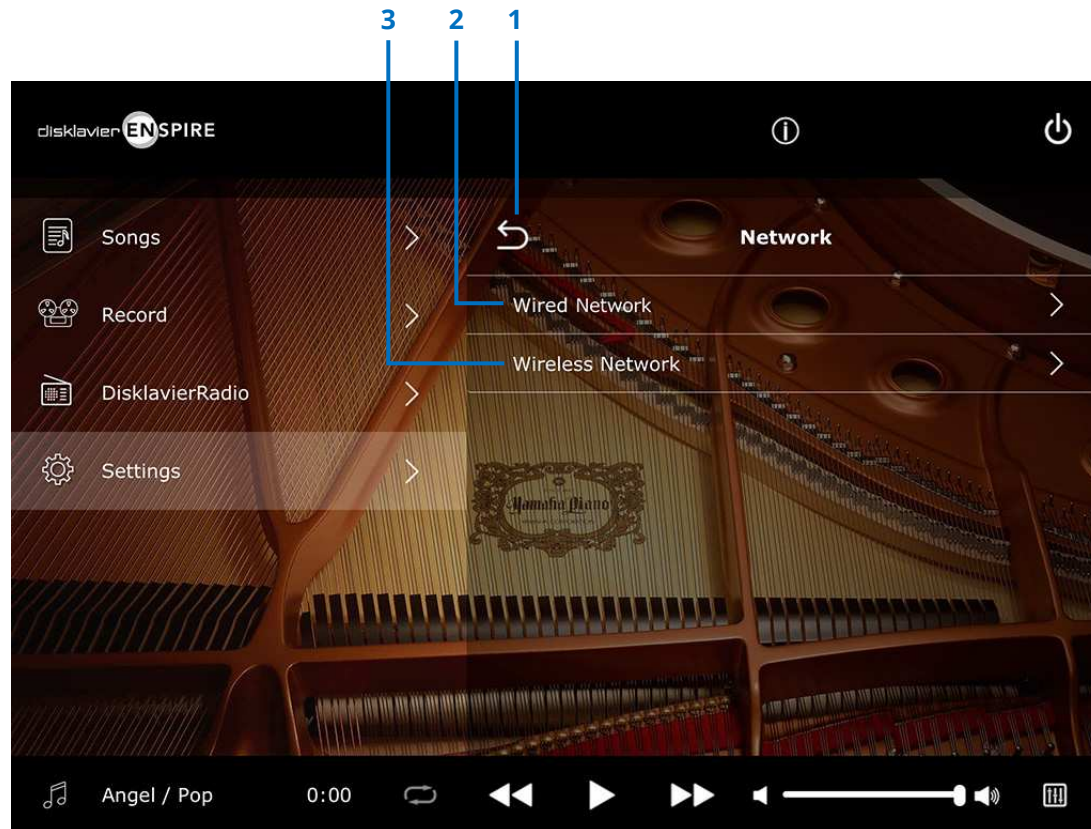 3 2 1
disklavier ENSPIRE
Songs
Network
Record
Wired Network
Wireless Network
DisklavierRadio
Settings
Yamaha Piano
Angel / Pop 0:00